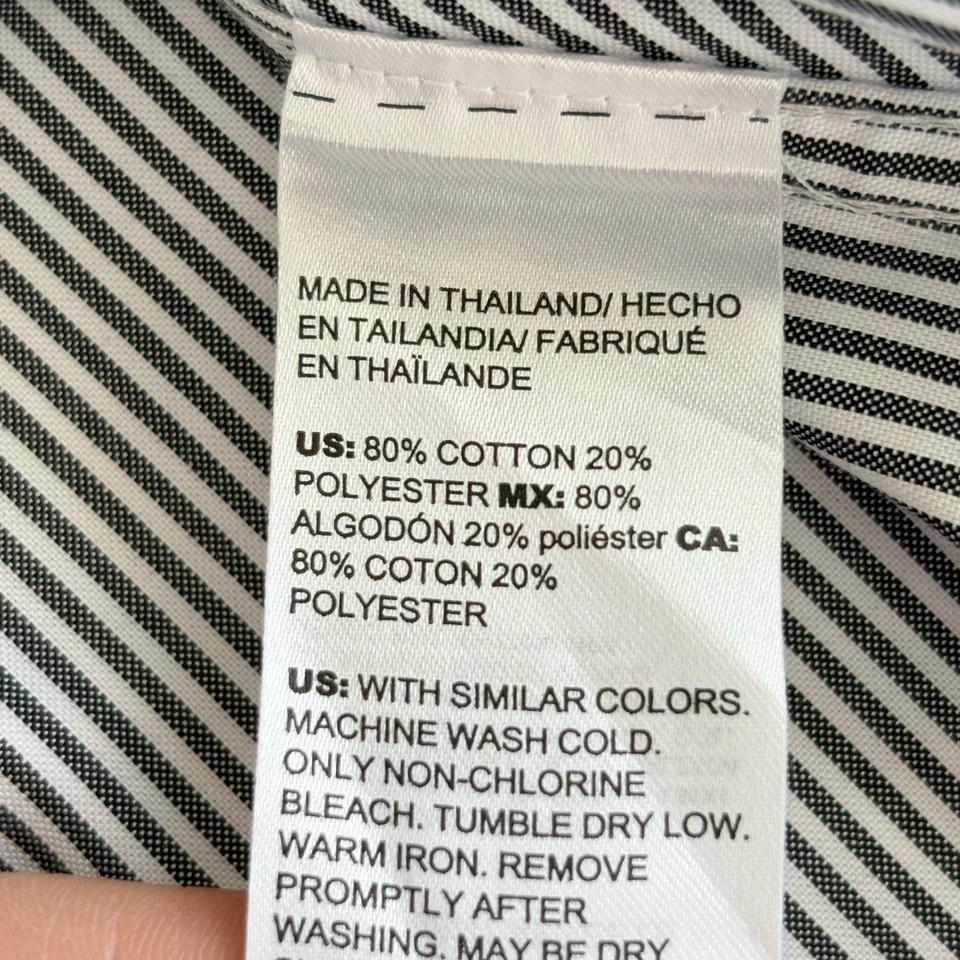 MADE IN THAILAND/ HECHO
EN TAILANDIA/ FABRIQUÉ
EN THAÏLANDE
US: 80% COTTON 20%
POLYESTER MX: 80%
ALGODÓN 20% poliéster CA:
80% COTON 20%
POLYESTER
US: WITH SIMILAR COLORS.
MACHINE WASH COLD.
ONLY NON-CHLORINE
BLEACH. TUMBLE DRY LOW.
WARM IRON. REMOVE
PROMPTLY AFTER
WASHING. MAY BE DRY